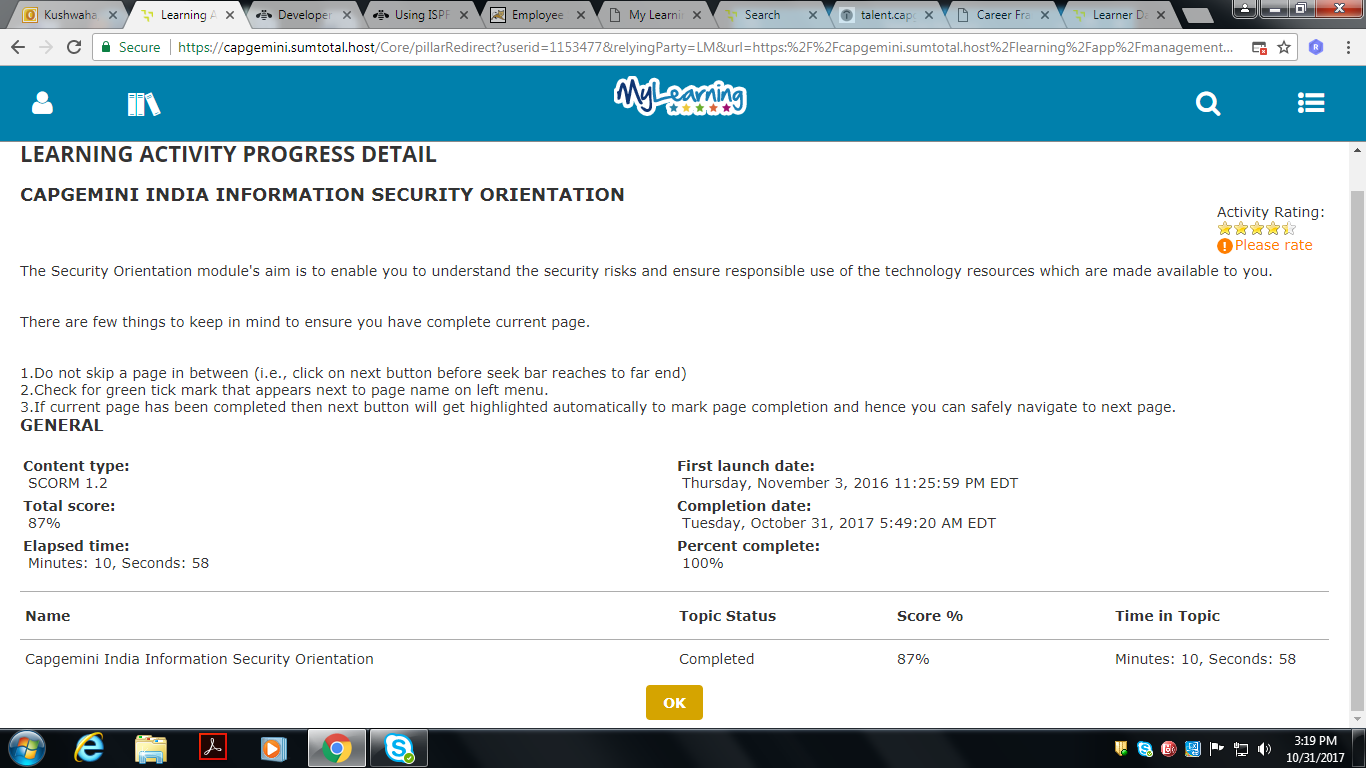 Kushwaha
Learning A
Developer
Using ISPF
Employee
My Learnin
Search
talent.capg
Career Fra
Learner Da
Secure
https://capgemini.sumtotal.host/Core/pillarRedirect?userid=1153477&relyingParty=LM&url=https:%2F%2Fcapgemini.sumtotal.host%2Flearning%2Fapp%2Fmanagement...
R
MyLearning
LEARNING ACTIVITY PROGRESS DETAIL
CAPGEMINI INDIA INFORMATION SECURITY ORIENTATION
Activity Rating:
Please rate
The Security Orientation module's aim is to enable you to understand the security risks and ensure responsible use of the technology resources which are made available to you.
There are few things to keep in mind to ensure you have complete current page.
1.Do not skip a page in between (i.e., click on next button before seek bar reaches to far end)
2.Check for green tick mark that appears next to page name on left menu.
3.If current page has been completed then next button will get highlighted automatically to mark page completion and hence you can safely navigate to next page.
GENERAL
Content type:
SCORM 1.2
Total score:
87%
Elapsed time:
Minutes: 10, Seconds: 58
First launch date:
Thursday, November 3, 2016 11:25:59 PM EDT
Completion date:
Tuesday, October 31, 2017 5:49:20 AM EDT
Percent complete:
100%
Name Topic Status Score % Time in Topic
Capgemini India Information Security Orientation Completed 87% Minutes: 10, Seconds: 58
OK
3:19 PM
10/31/2017